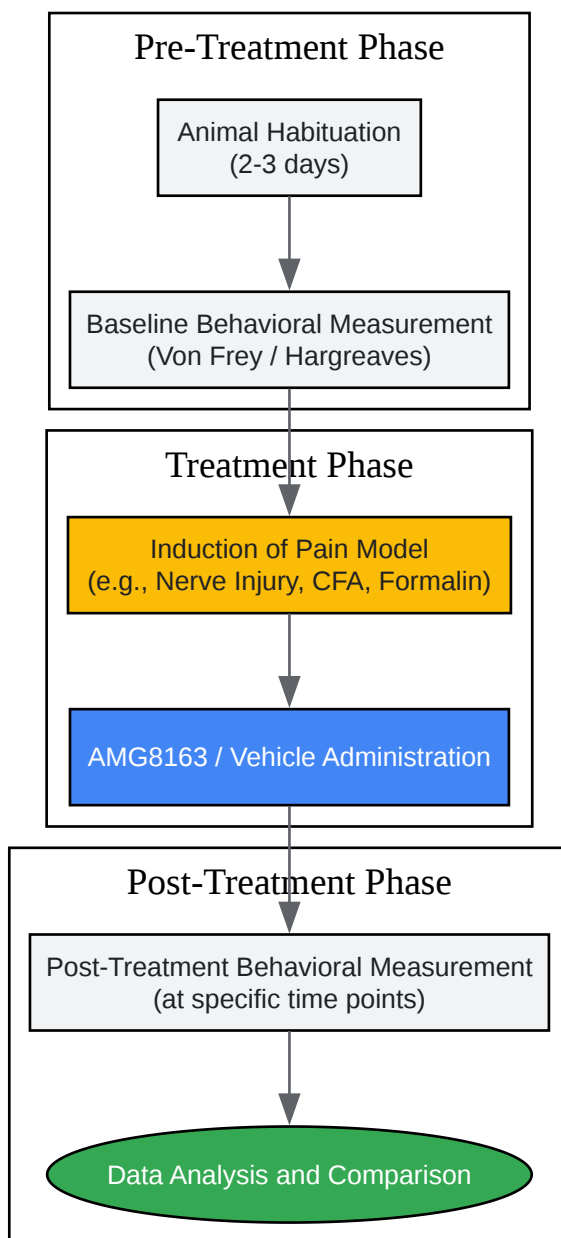 Pre-Treatment Phase
Animal Habituation
(2-3 days)
Baseline Behavioral Measurement
(Von Frey / Hargreaves)
Treatment Phase
Induction of Pain Model
(e.g., Nerve Injury, CFA, Formalin)
AMG8163 / Vehicle Administration
Post-Treatment Phase
Post-Treatment Behavioral Measurement
(at specific time points)
Data Analysis and Comparison